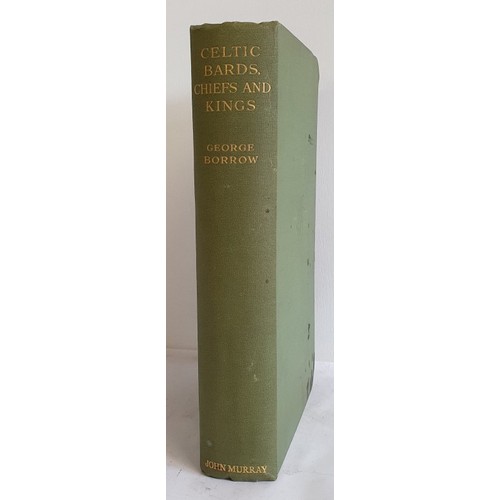 CELTIC
BARDS,
CHIEFS AND
KINGS
GEORGE
BORROW
JOHN MURRAY